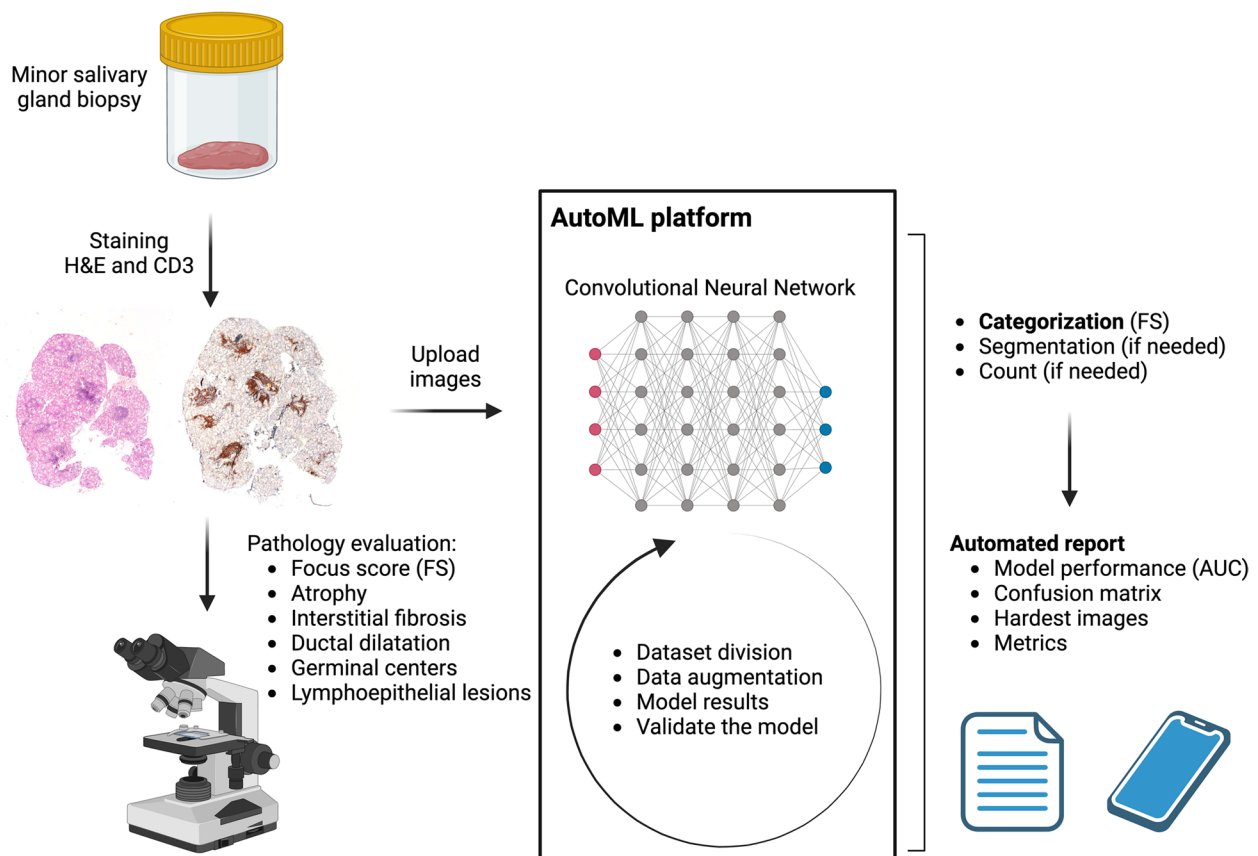 Minor salivary
gland biopsy
Staining
H&E and CD3
Upload
images
Pathology evaluation:
• Focus score (FS)
• Atrophy
• Interstitial fibrosis
• Ductal dilatation
• Germinal centers
• Lymphoepithelial lesions
AutoML platform
Convolutional Neural Network
• Dataset division
• Data augmentation
• Model results
• Validate the model
• Categorization (FS)
• Segmentation (if needed)
• Count (if needed)
Automated report
• Model performance (AUC)
• Confusion matrix
• Hardest images
• Metrics